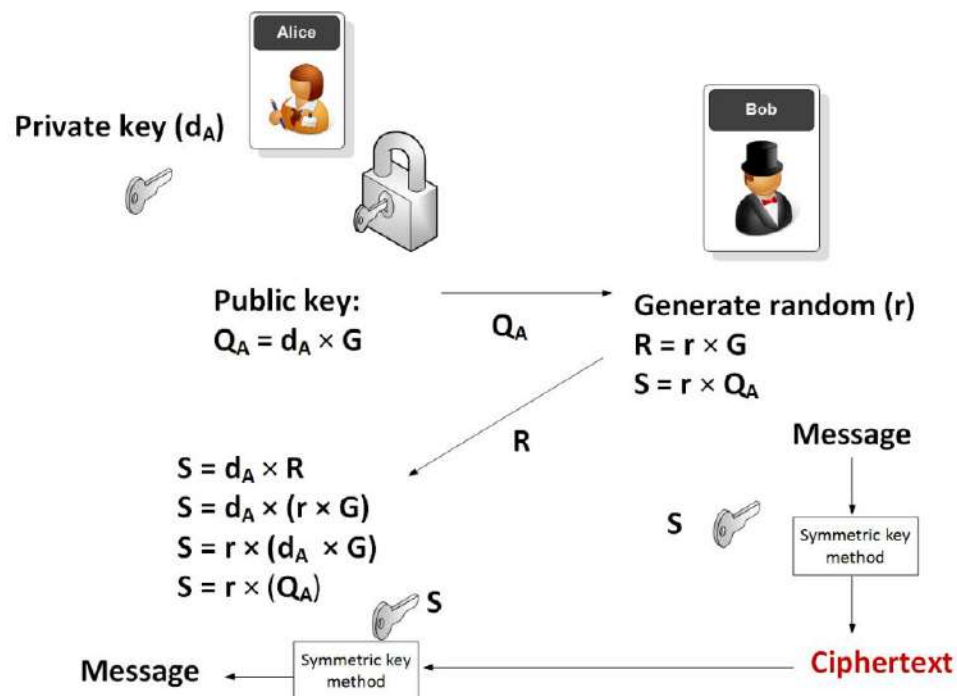 Alice
Private key (dA)
Bob
Public key:
QA = dA × G
QA
Generate random (r)
R = r × G
S = r × QA
R
Message
S = dA × R
S = dA × (r × G)
S = r × (dA × G)
S = r × (QA)
S
Symmetric key
method
S
Message
Symmetric key
method
Ciphertext